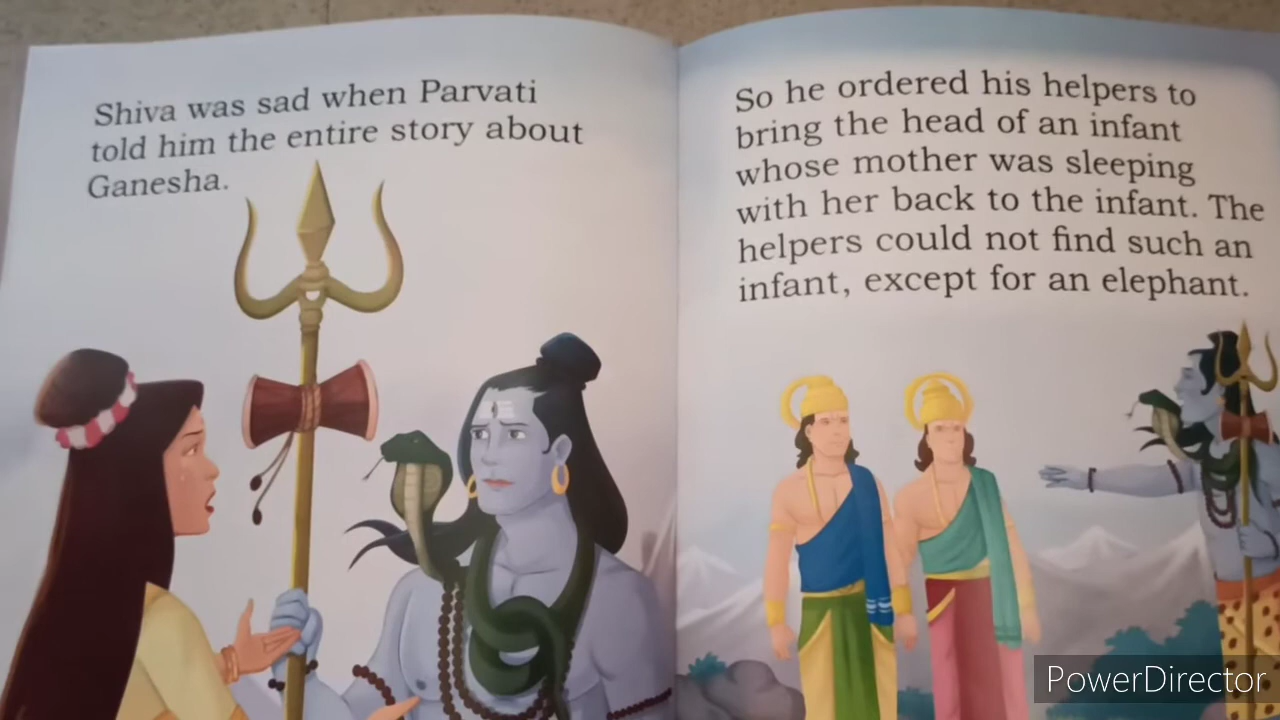 Shiva was sad when Parvati
told him the entire story about
Ganesha.
So he ordered his helpers to
bring the head of an infant
whose mother was sleeping
with her back to the infant. The
helpers could not find such an
infant, except for an elephant.
PowerDirector